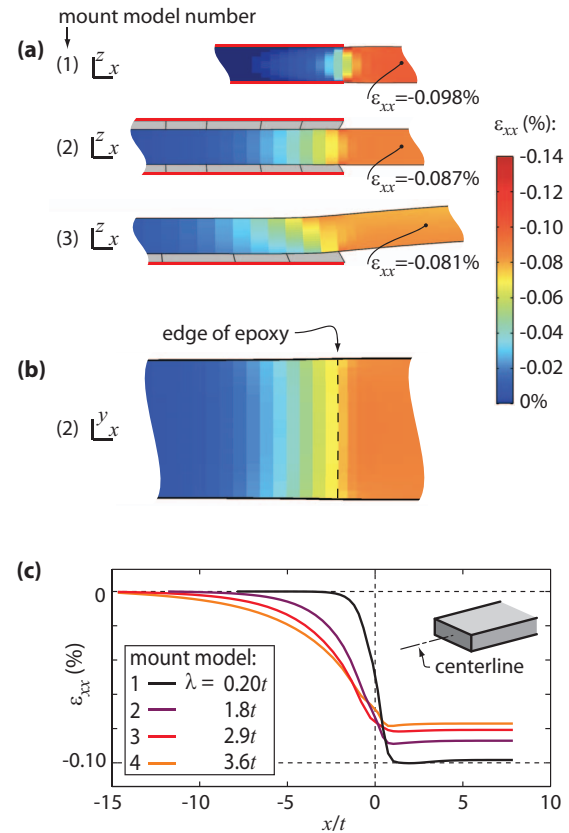 mount model number
(a)
(1) z x
ε_xx=-0.098%
(2) z x
ε_xx=-0.087%
(3) z x
ε_xx=-0.081%
ε_xx (%):
-0.14
-0.12
-0.10
-0.08
-0.06
-0.04
-0.02
0%
(b)
edge of epoxy
(2) y x
(c)
0
-0.10
ε_xx (%)
mount model:
1 λ = 0.20t
2 1.8t
3 2.9t
4 3.6t
centerline
-15 -10 -5 0 5 10
x/t